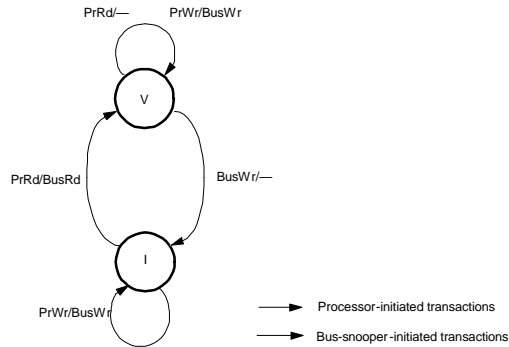 PrRd/— PrWr/BusWr
V
PrRd/BusRd BusWr/—
I
PrWr/BusWr
Processor-initiated transactions
Bus-snooper-initiated transactions